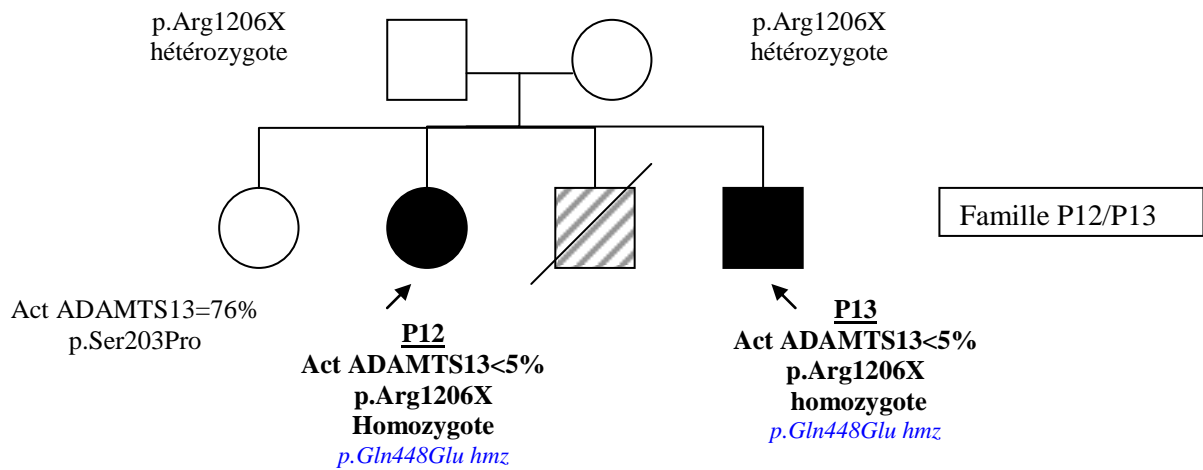 p.Arg1206X
hétérozygote
p.Arg1206X
hétérozygote
Famille P12/P13
Act ADAMTS13=76%
p.Ser203Pro
P12
Act ADAMTS13<5%
p.Arg1206X
Homozygote
p.Gln448Glu hmz
P13
Act ADAMTS13<5%
p.Arg1206X
homozygote
p.Gln448Glu hmz